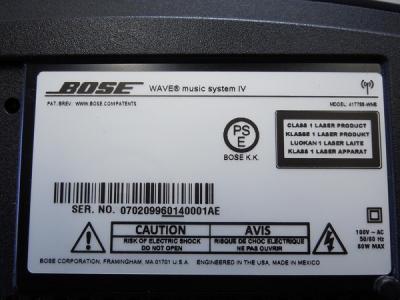 BOSE WAVE® music system IV
PAT. & REV.: WWW.BOSE.COM/PATENTS
MODEL: 417788-WMS
PS
E
BOSE K.K.
CLASS 1 LASER PRODUCT
KLASSE 1 LASER PRODUKT
LUOKAN 1 LASER LAITE
KLASS 1 LASER APPARAT
SER. NO. 070209960140001AE
CAUTION
RISK OF ELECTRIC SHOCK
DO NOT OPEN
AVIS
RISQUE DE CHOC ELECTRIQUE
NE PAS OUVRIR
100V ~ AC
50/60 Hz
60W MAX
BOSE CORPORATION, FRAMINGHAM, MA 01701 U.S.A. ENGINEERED IN THE USA. MADE IN MEXICO